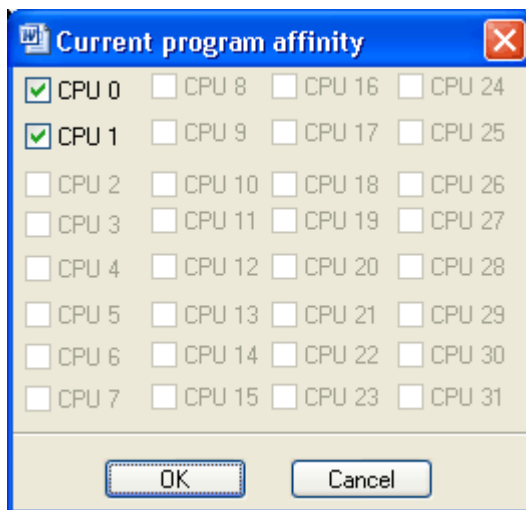 Current program affinity
CPU 0 CPU 8 CPU 16 CPU 24
CPU 1 CPU 9 CPU 17 CPU 25
CPU 2 CPU 10 CPU 18 CPU 26
CPU 3 CPU 11 CPU 19 CPU 27
CPU 4 CPU 12 CPU 20 CPU 28
CPU 5 CPU 13 CPU 21 CPU 29
CPU 6 CPU 14 CPU 22 CPU 30
CPU 7 CPU 15 CPU 23 CPU 31
OK Cancel